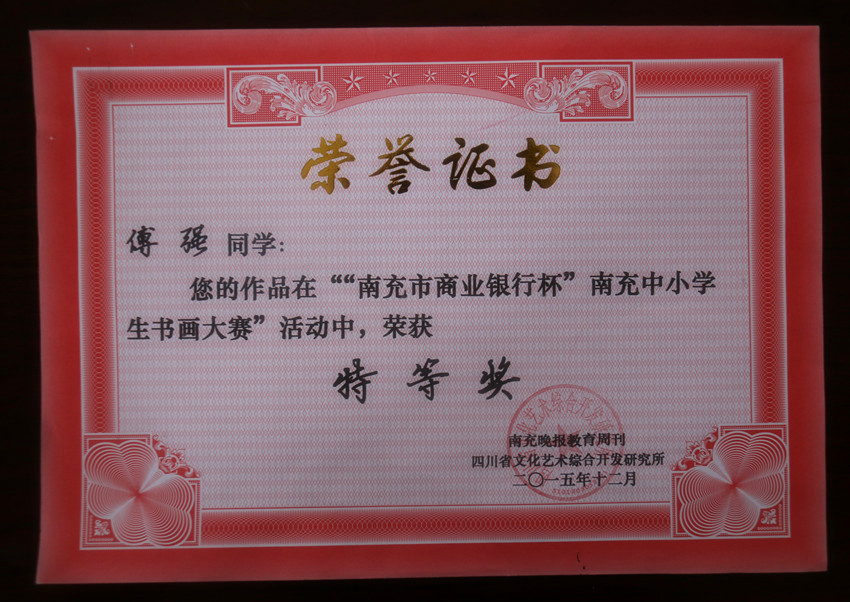 荣誉证书
傅强同学：
您的作品在““南充市商业银行杯”南充中小学
生书画大赛”活动中，荣获
特等奖
南充晚报教育周刊
四川省文化艺术综合开发研究所
二〇一五年十二月